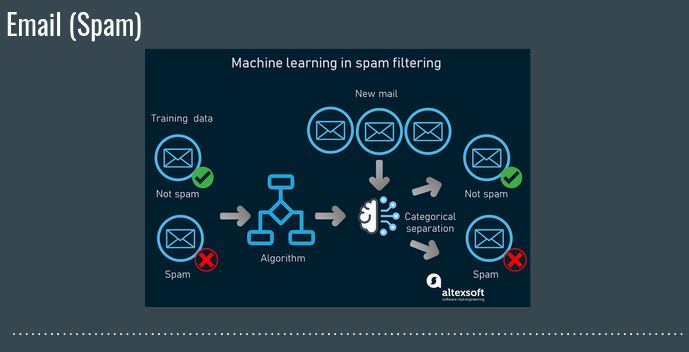 Email (Spam)
Machine learning in spam filtering
New mail
Training data
Not spam
Not spam
Categorical
separation
Algorithm
Spam
Spam
altexsoft
software r&d engineering